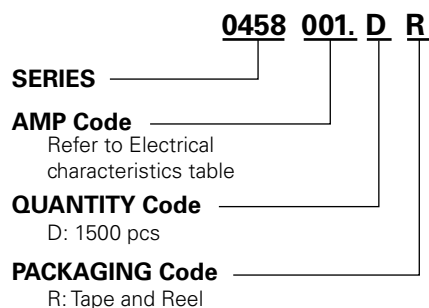 0458 001. D R
SERIES
AMP Code
Refer to Electrical
characteristics table
QUANTITY Code
D: 1500 pcs
PACKAGING Code
R: Tape and Reel